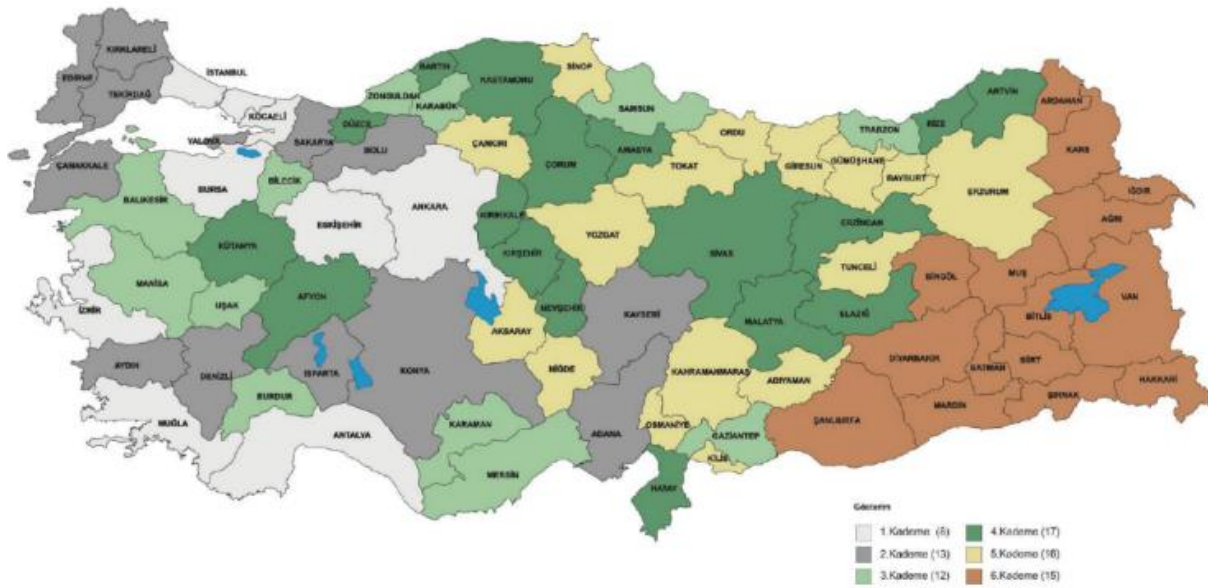 KIRKLARELİ
EDİRNE
TEKİRDAĞ
İSTANBUL
KOCAELİ
YALOVA
SAKARYA
DÜZCE
BOLU
ZONGULDAK
BARTIN
KARABÜK
KASTAMONU
SİNOP
SAMSUN
ÇANKIRI
ÇORUM
AMASYA
TOKAT
ORDU
GİRESUN
GÜMÜŞHANE
BAYBURT
TRABZON
RİZE
ARTVİN
ARDAHAN
KARS
IĞDIR
AĞRI
ERZURUM
ERZİNCAN
ÇANAKKALE
BALIKESİR
BURSA
BİLECİK
ESKİŞEHİR
ANKARA
KIRIKKALE
KIRŞEHİR
YOZGAT
SİVAS
TUNCELİ
BİNGÖL
MUŞ
BİTLİS
VAN
KÜTAHYA
MANİSA
UŞAK
AFYON
İZMİR
NEVŞEHİR
AKSARAY
KAYSERİ
MALATYA
ELAZIĞ
DİYARBAKIR
BATMAN
SİİRT
HAKKARİ
ŞIRNAK
MARDİN
ŞANLIURFA
AYDIN
DENİZLİ
ISPARTA
KONYA
NİĞDE
KAHRAMANMARAŞ
ADIYAMAN
BURDUR
MUĞLA
ANTALYA
KARAMAN
MERSİN
ADANA
OSMANİYE
GAZİANTEP
KİLİS
HATAY
Gösterim
1.Kademe (8)
2.Kademe (13)
3.Kademe (12)
4.Kademe (17)
5.Kademe (16)
6.Kademe (15)